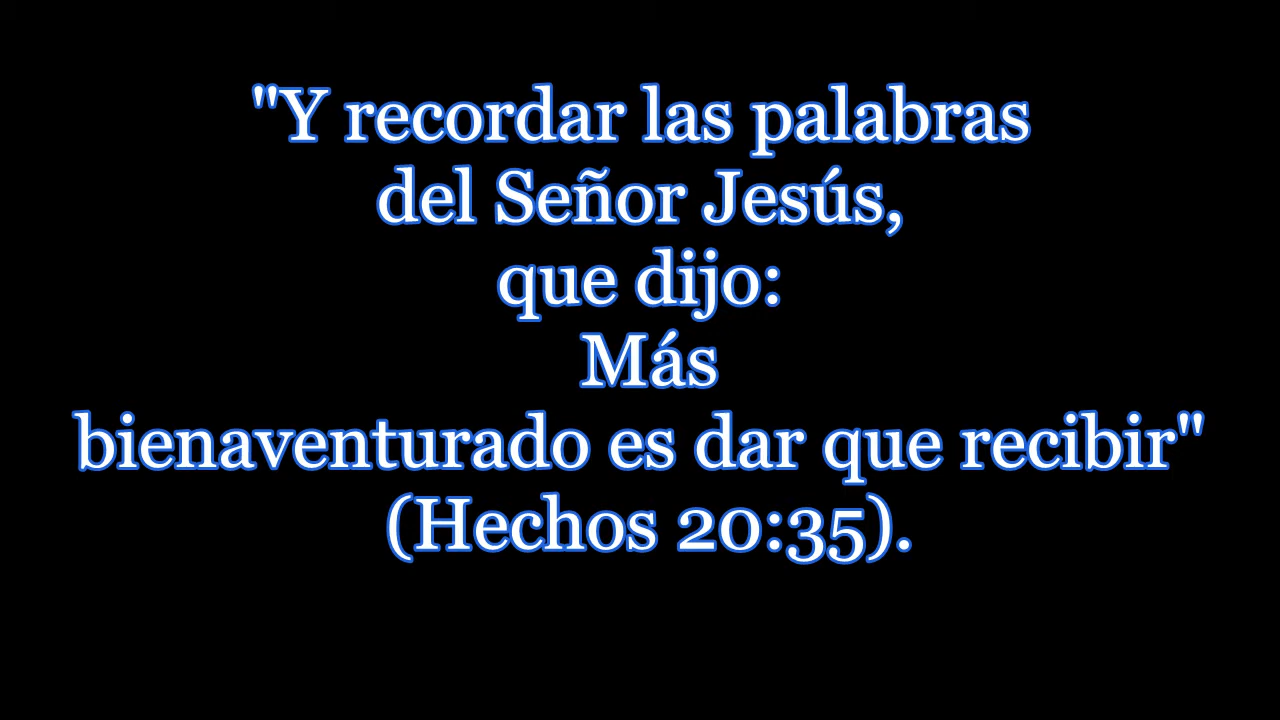 "Y recordar las palabras
del Señor Jesús,
que dijo:
Más
bienaventurado es dar que recibir"
(Hechos 20:35).